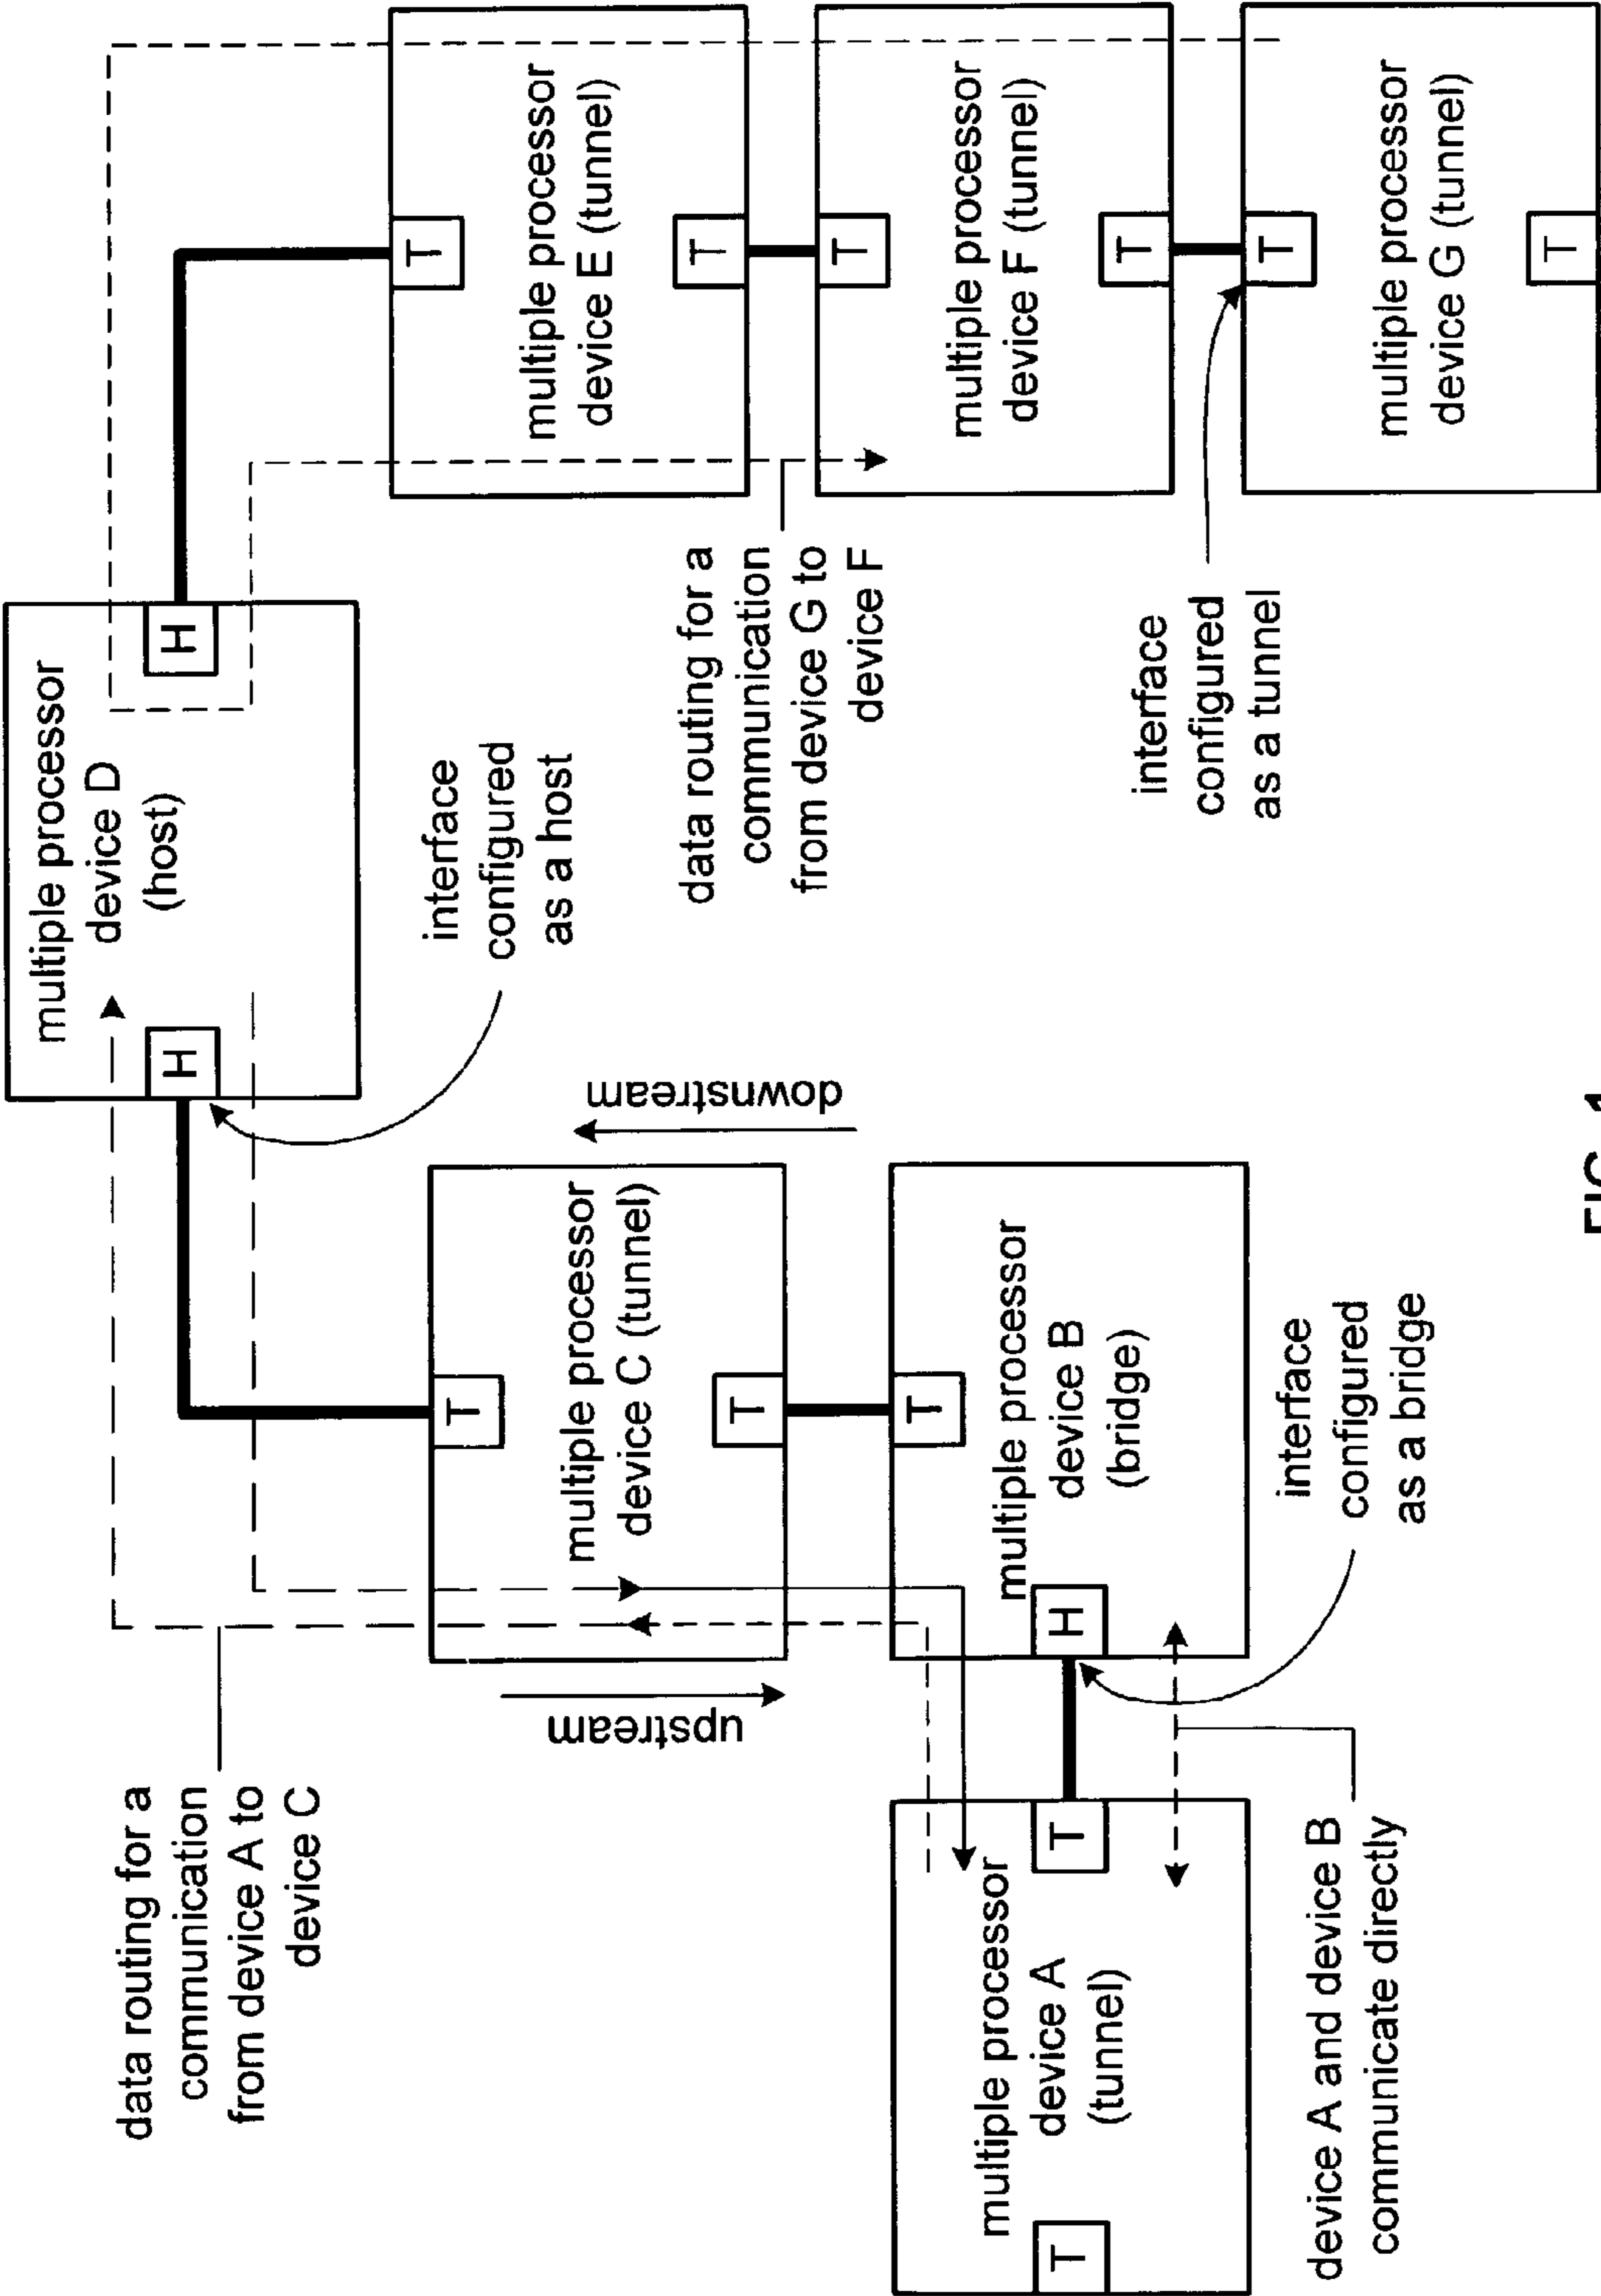 data routing for a
communication
from device A to
device C
multiple processor
device D
(host)
H
H
interface
configured
as a host
multiple processor
device E (tunnel)
T
T
data routing for a
communication
from device G to
device F
multiple processor
device F (tunnel)
T
T
interface
configured
as a tunnel
multiple processor
device G (tunnel)
T
T
upstream
multiple processor
device C (tunnel)
T
T
downstream
multiple processor
device B
(bridge)
T
H
interface
configured
as a bridge
multiple processor
device A
(tunnel)
T
T
device A and device B
communicate directly
FIG. 1